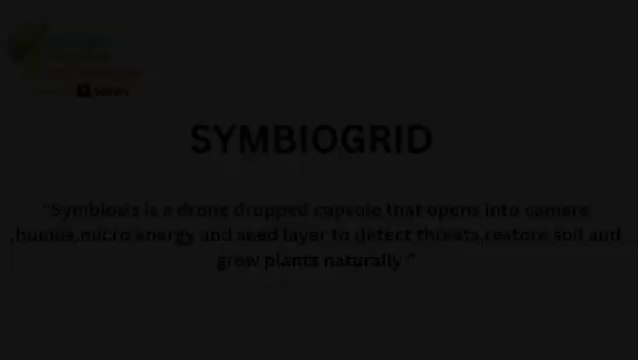 SYMBIOGRID
"Symbiosis is a drone dropped capsule that opens into camera
,humus,micro energy and seed layer to detect threats,restore soil and
grow plants naturally "